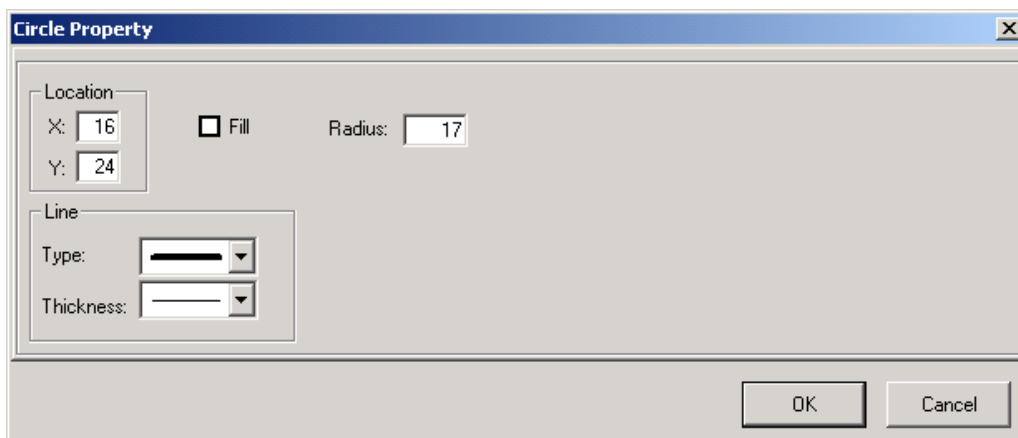 Circle Property
Location
X: 16
Fill
Radius: 17
Y: 24
Line
Type:
Thickness:
OK
Cancel